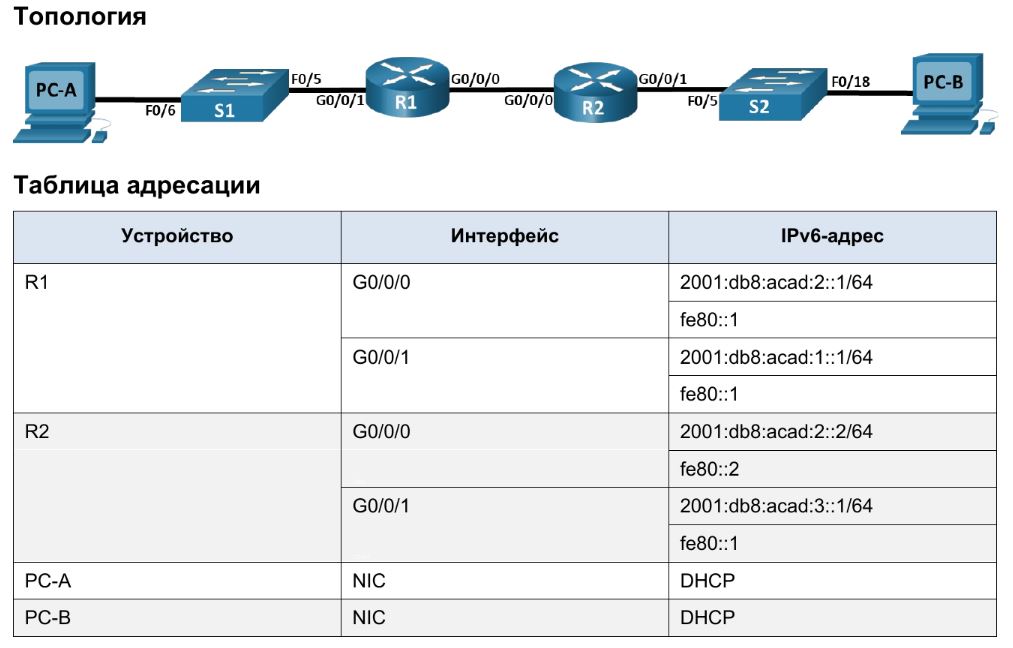 Топология
PC-A
F0/6
S1
F0/5
G0/0/1
R1
G0/0/0
G0/0/0
R2
G0/0/1
F0/5
S2
F0/18
PC-B
Таблица адресации
Устройство Интерфейс IPv6-адрес
R1 G0/0/0 2001:db8:acad:2::1/64
fe80::1
G0/0/1 2001:db8:acad:1::1/64
fe80::1
R2 G0/0/0 2001:db8:acad:2::2/64
fe80::2
G0/0/1 2001:db8:acad:3::1/64
fe80::1
PC-A NIC DHCP
PC-B NIC DHCP